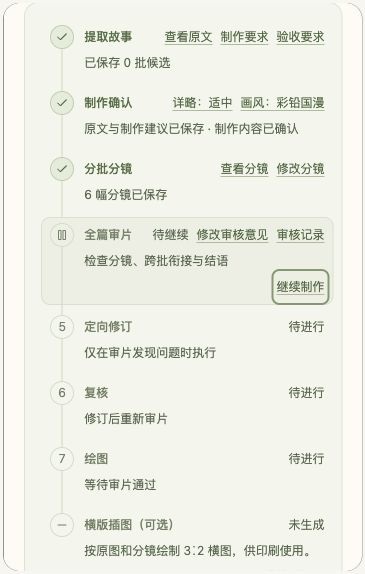 提取故事 查看原文 制作要求 验收要求
已保存 0 批候选
制作确认 详略：适中 画风：彩铅国漫
原文与制作建议已保存 · 制作内容已确认
分批分镜 查看分镜 修改分镜
6 幅分镜已保存
全篇审片 待继续 修改审核意见 审核记录
检查分镜、跨批衔接与结语
继续制作
5 定向修订 待进行
仅在审片发现问题时执行
6 复核 待进行
修订后重新审片
7 绘图 待进行
等待审片通过
横版插图（可选） 未生成
按原图和分镜绘制 3:2 横图，供印刷使用。